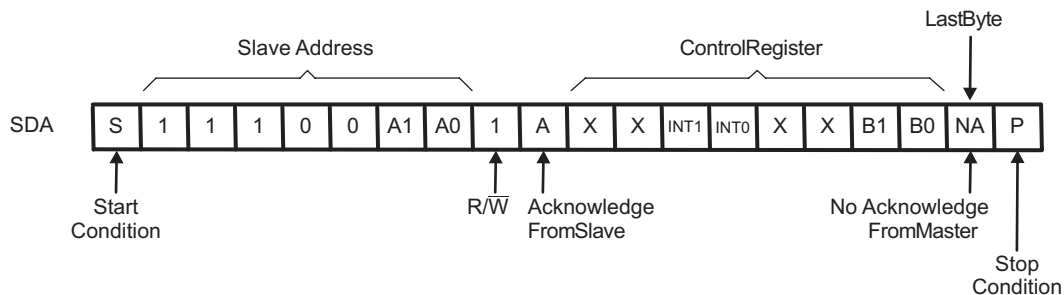 LastByte
Slave Address
ControlRegister
SDA
S 1 1 1 0 0 A1 A0 1 A X X INT1 INT0 X X B1 B0 NA P
Start
Condition
R/W̅
Acknowledge
FromSlave
No Acknowledge
FromMaster
Stop
Condition